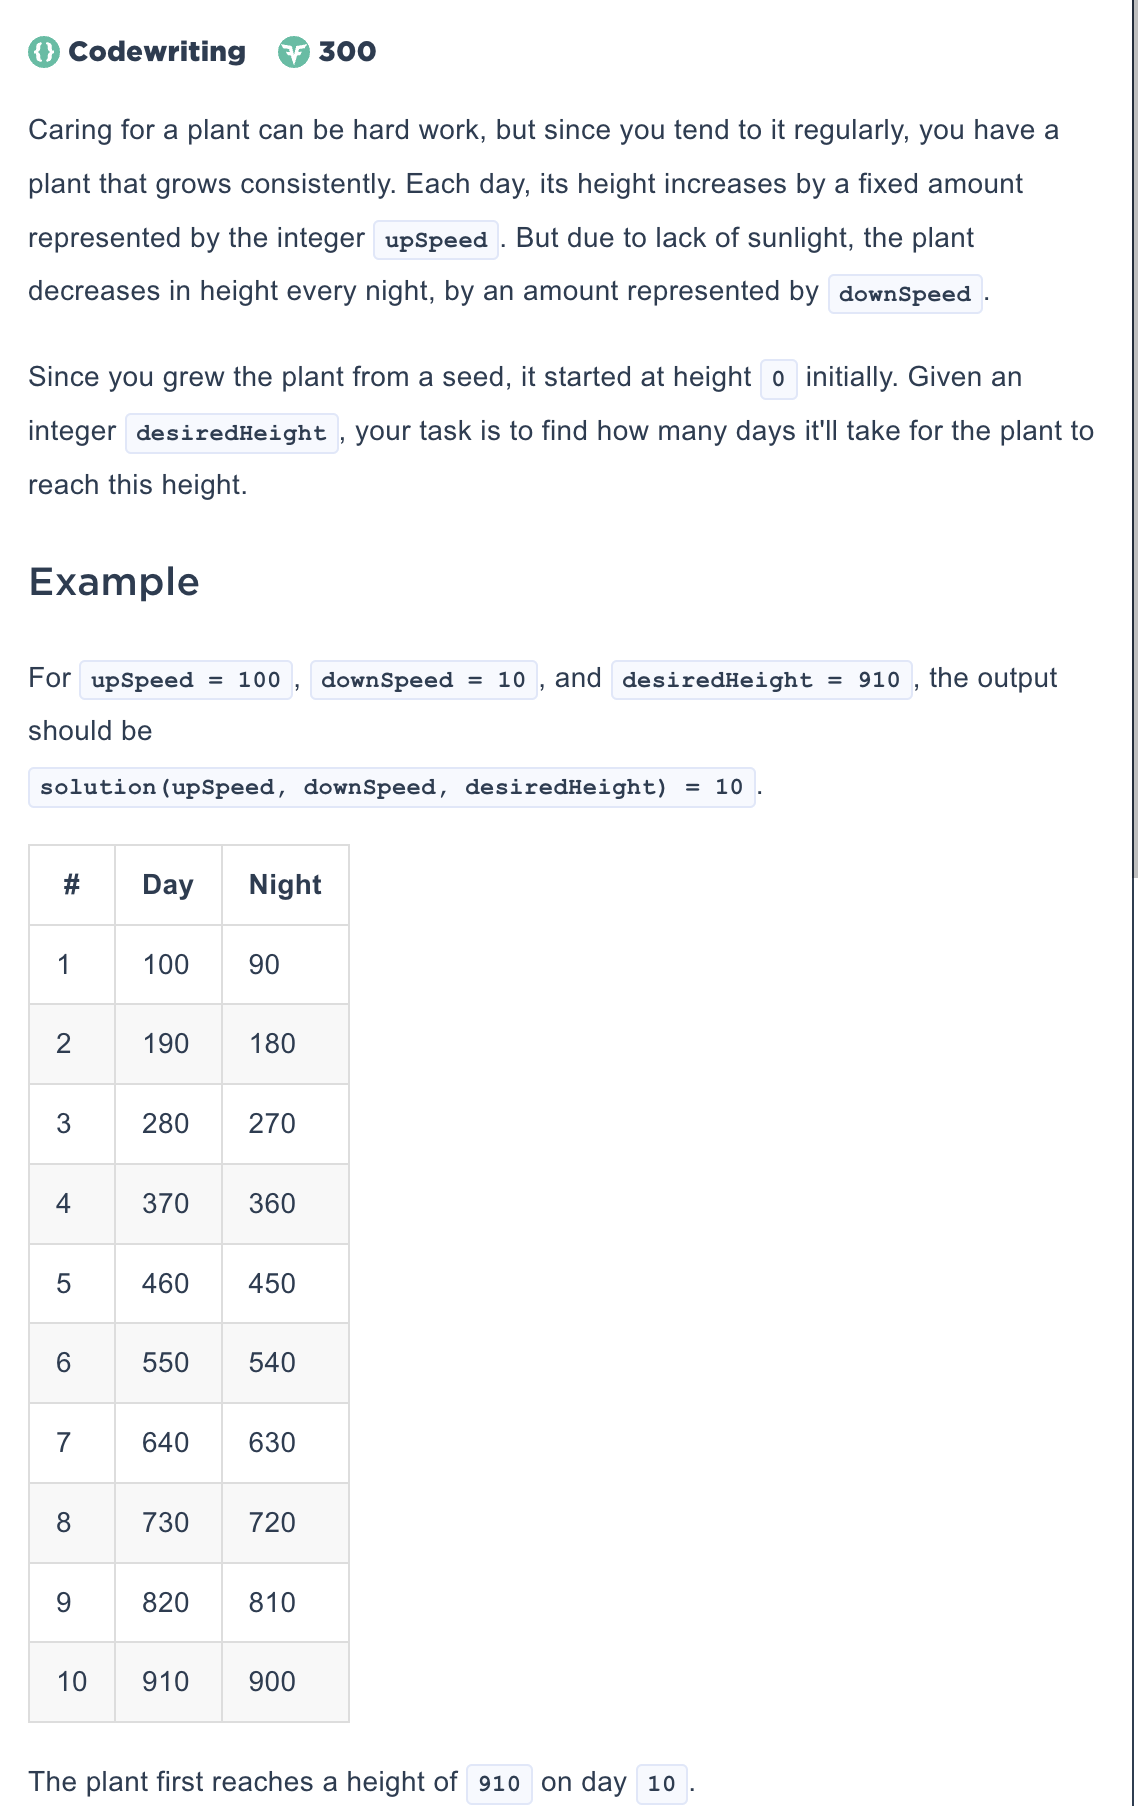 Codewriting 300
Caring for a plant can be hard work, but since you tend to it regularly, you have a
plant that grows consistently. Each day, its height increases by a fixed amount
represented by the integer upSpeed. But due to lack of sunlight, the plant
decreases in height every night, by an amount represented by downSpeed.
Since you grew the plant from a seed, it started at height 0 initially. Given an
integer desiredHeight, your task is to find how many days it'll take for the plant to
reach this height.
Example
For upSpeed = 100, downSpeed = 10, and desiredHeight = 910, the output
should be
solution(upSpeed, downSpeed, desiredHeight) = 10.
# Day Night
1 100 90
2 190 180
3 280 270
4 370 360
5 460 450
6 550 540
7 640 630
8 730 720
9 820 810
10 910 900
The plant first reaches a height of 910 on day 10.